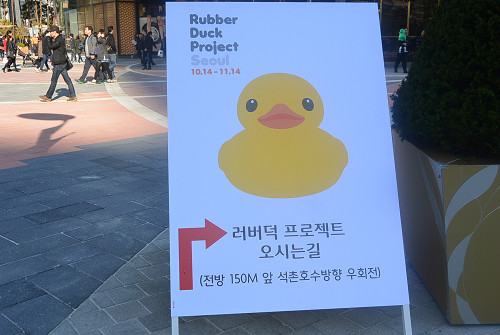 Rubber
Duck
Project
Seoul
10.14 - 11.14
러버덕 프로젝트
오시는길
(전방 150M 앞 석촌호수방향 우회전)